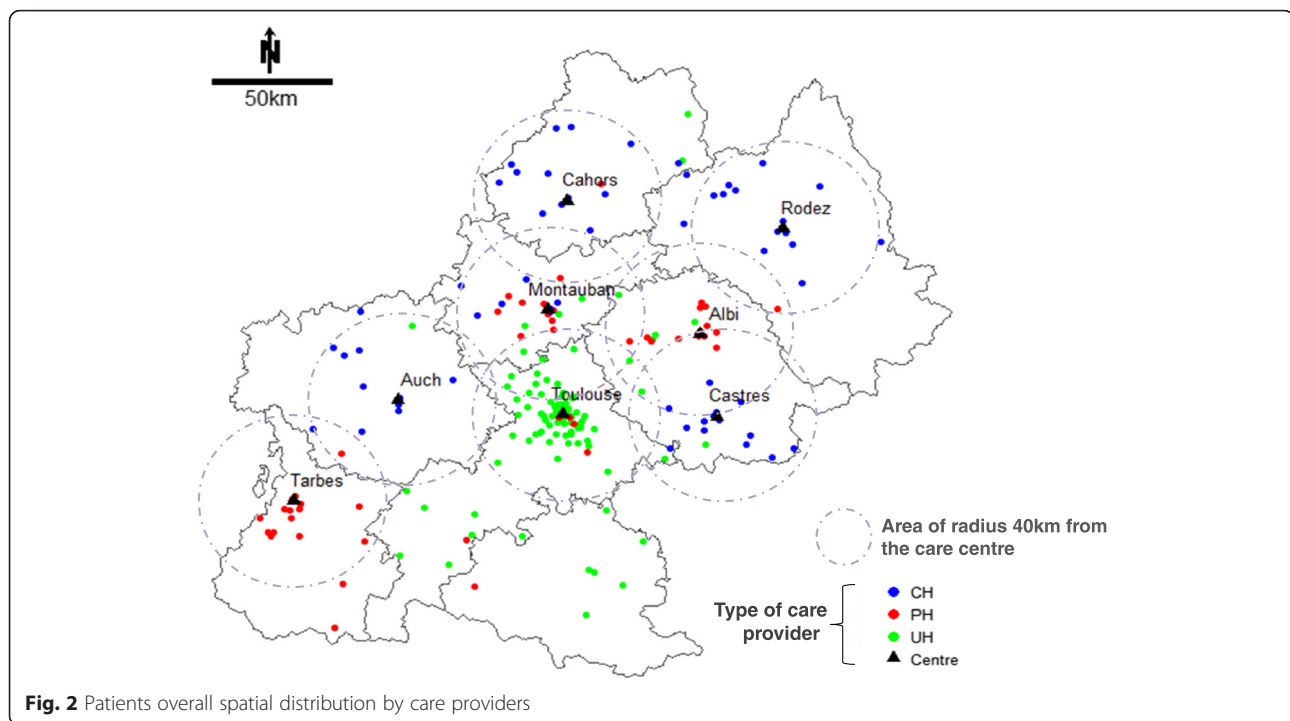 N
50km
Cahors
Rodez
Montauban
Albi
Auch
Toulouse
Castres
Tarbes
Area of radius 40km from
the care centre
Type of care
provider
CH
PH
UH
Centre
Fig. 2 Patients overall spatial distribution by care providers